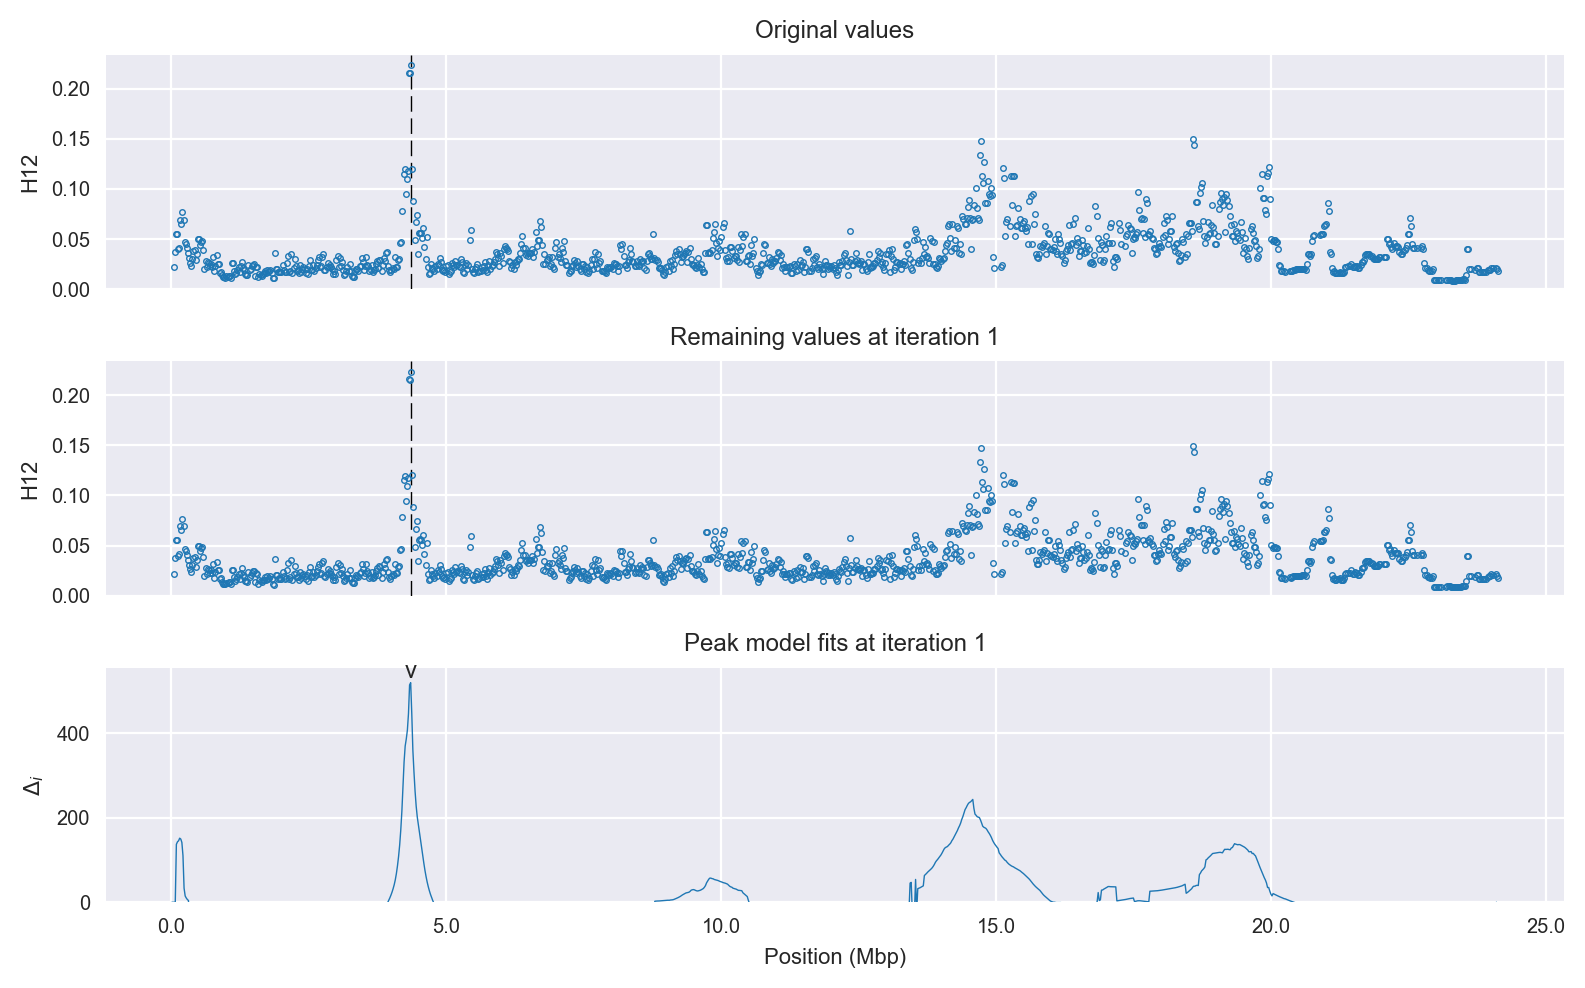 Original values
0.20
0.15
0.10
0.05
0.00
H12
Remaining values at iteration 1
0.20
0.15
0.10
0.05
0.00
H12
Peak model fits at iteration 1
v
400
200
0
Δi
0.0 5.0 10.0 15.0 20.0 25.0
Position (Mbp)